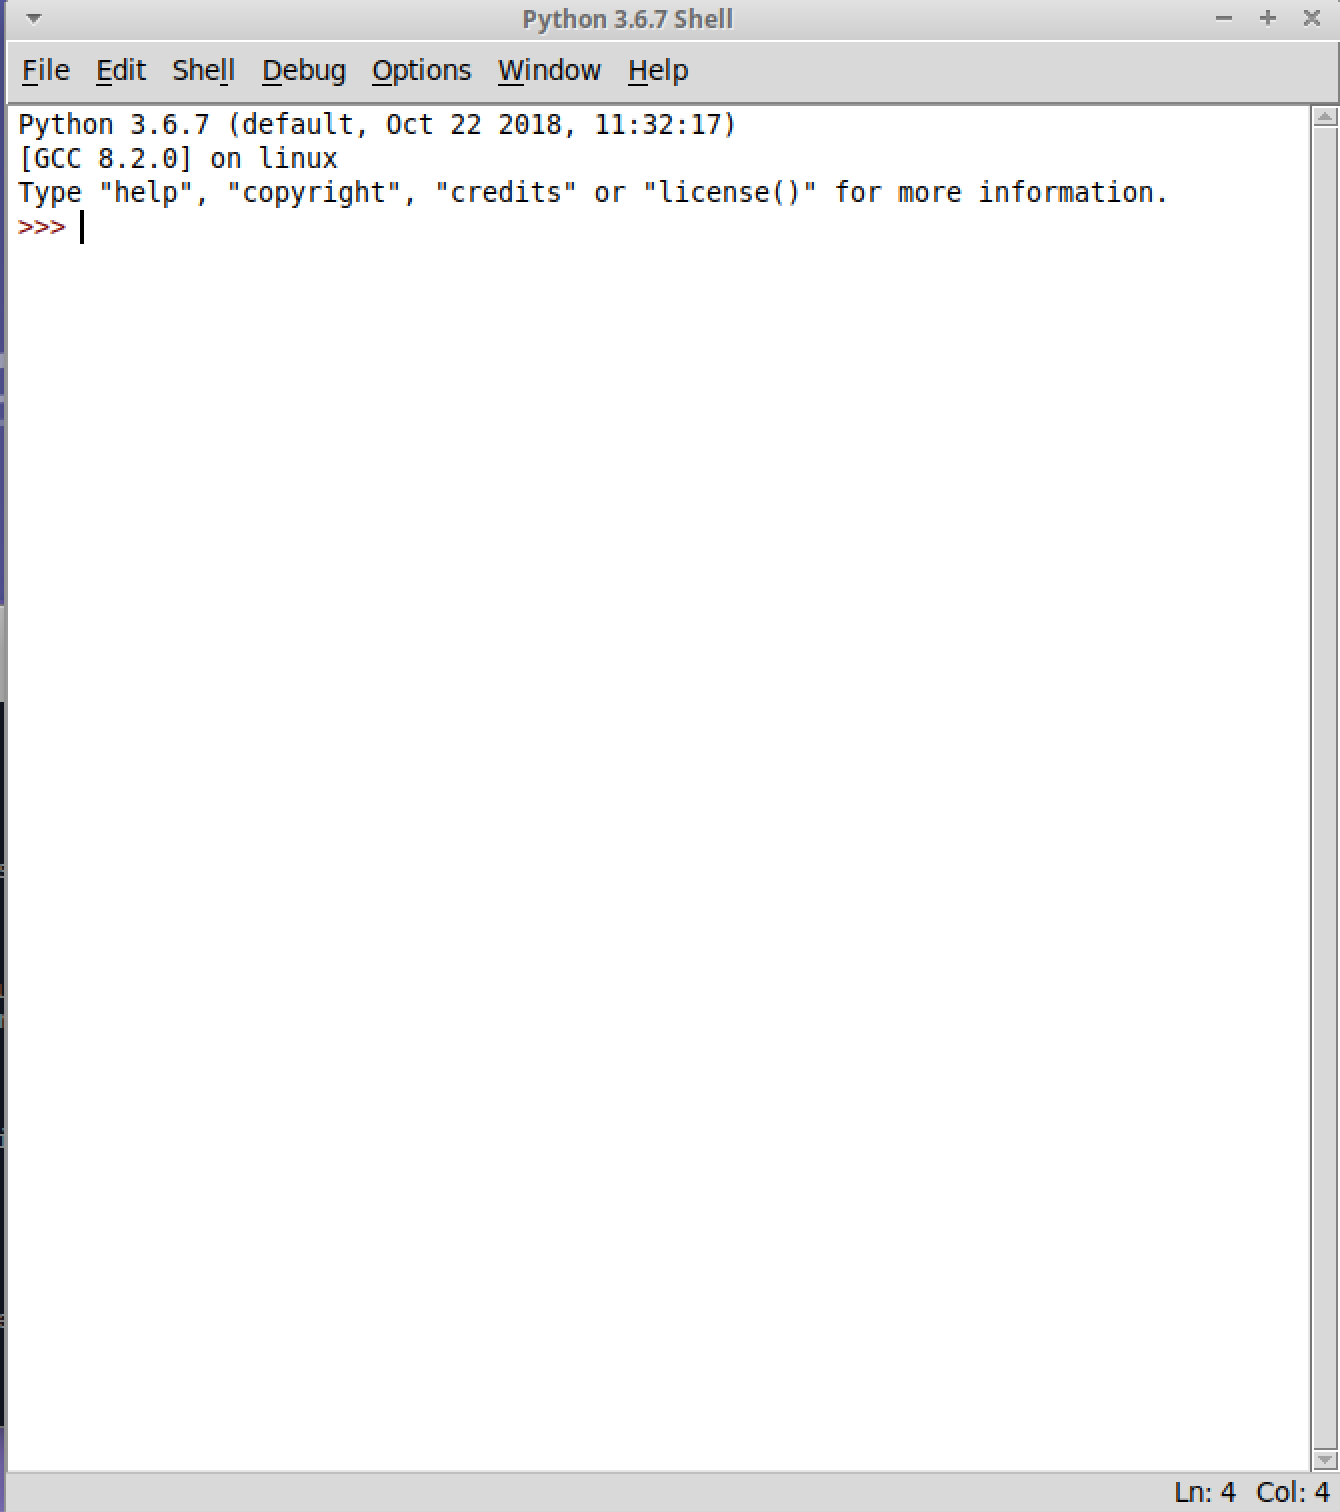 Python 3.6.7 Shell
File Edit Shell Debug Options Window Help
Python 3.6.7 (default, Oct 22 2018, 11:32:17)
[GCC 8.2.0] on linux
Type "help", "copyright", "credits" or "license()" for more information.
>>>
Ln: 4 Col: 4